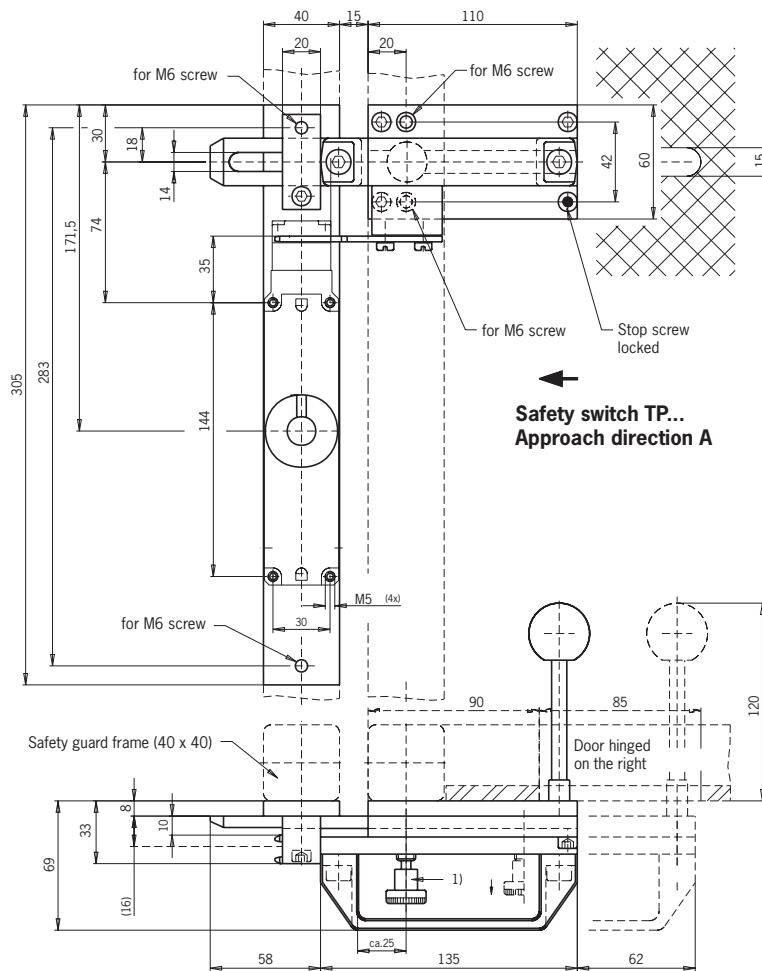 40
15
110
20
20
for M6 screw
for M6 screw
30
18
14
42
60
15
74
171,5
35
283
305
for M6 screw
Stop screw
locked
144
Safety switch TP...
Approach direction A
M5 (4x)
30
for M6 screw
120
90
85
Safety guard frame (40 x 40)
Door hinged
on the right
8
10
33
69
(16)
1)
ca.25
58
135
62